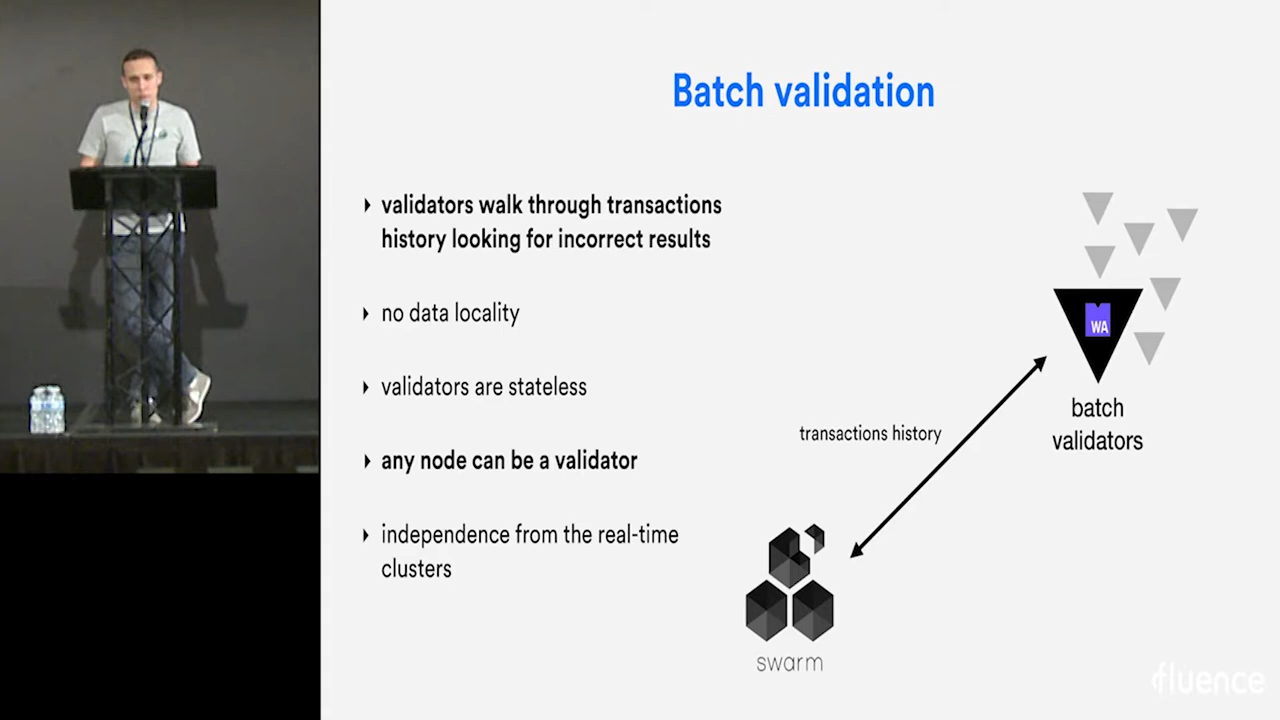 Batch validation
validators walk through transactions
history looking for incorrect results
no data locality
validators are stateless
any node can be a validator
independence from the real-time
clusters
WA
batch
validators
transactions history
swarm
fluence